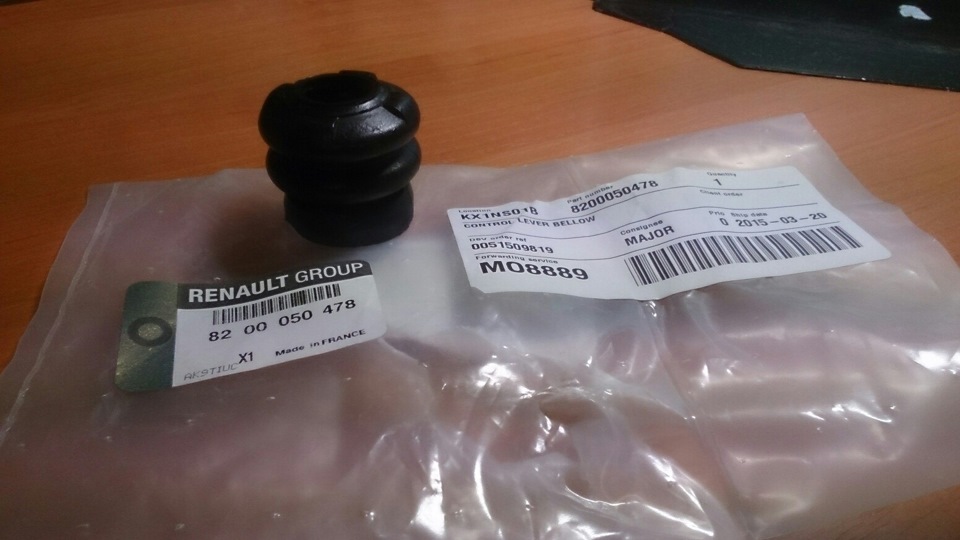 Location
KX1NS01B
Part number
8200050478
Quantity
1
CONTROL LEVER BELLOW
Client order
DSV order ref
0051509819
Consignee
MAJOR
Prio Ship date
0 2015-03-20
Forwarding service
MO8889
RENAULT GROUP
82 00 050 478
X1 Made in FRANCE